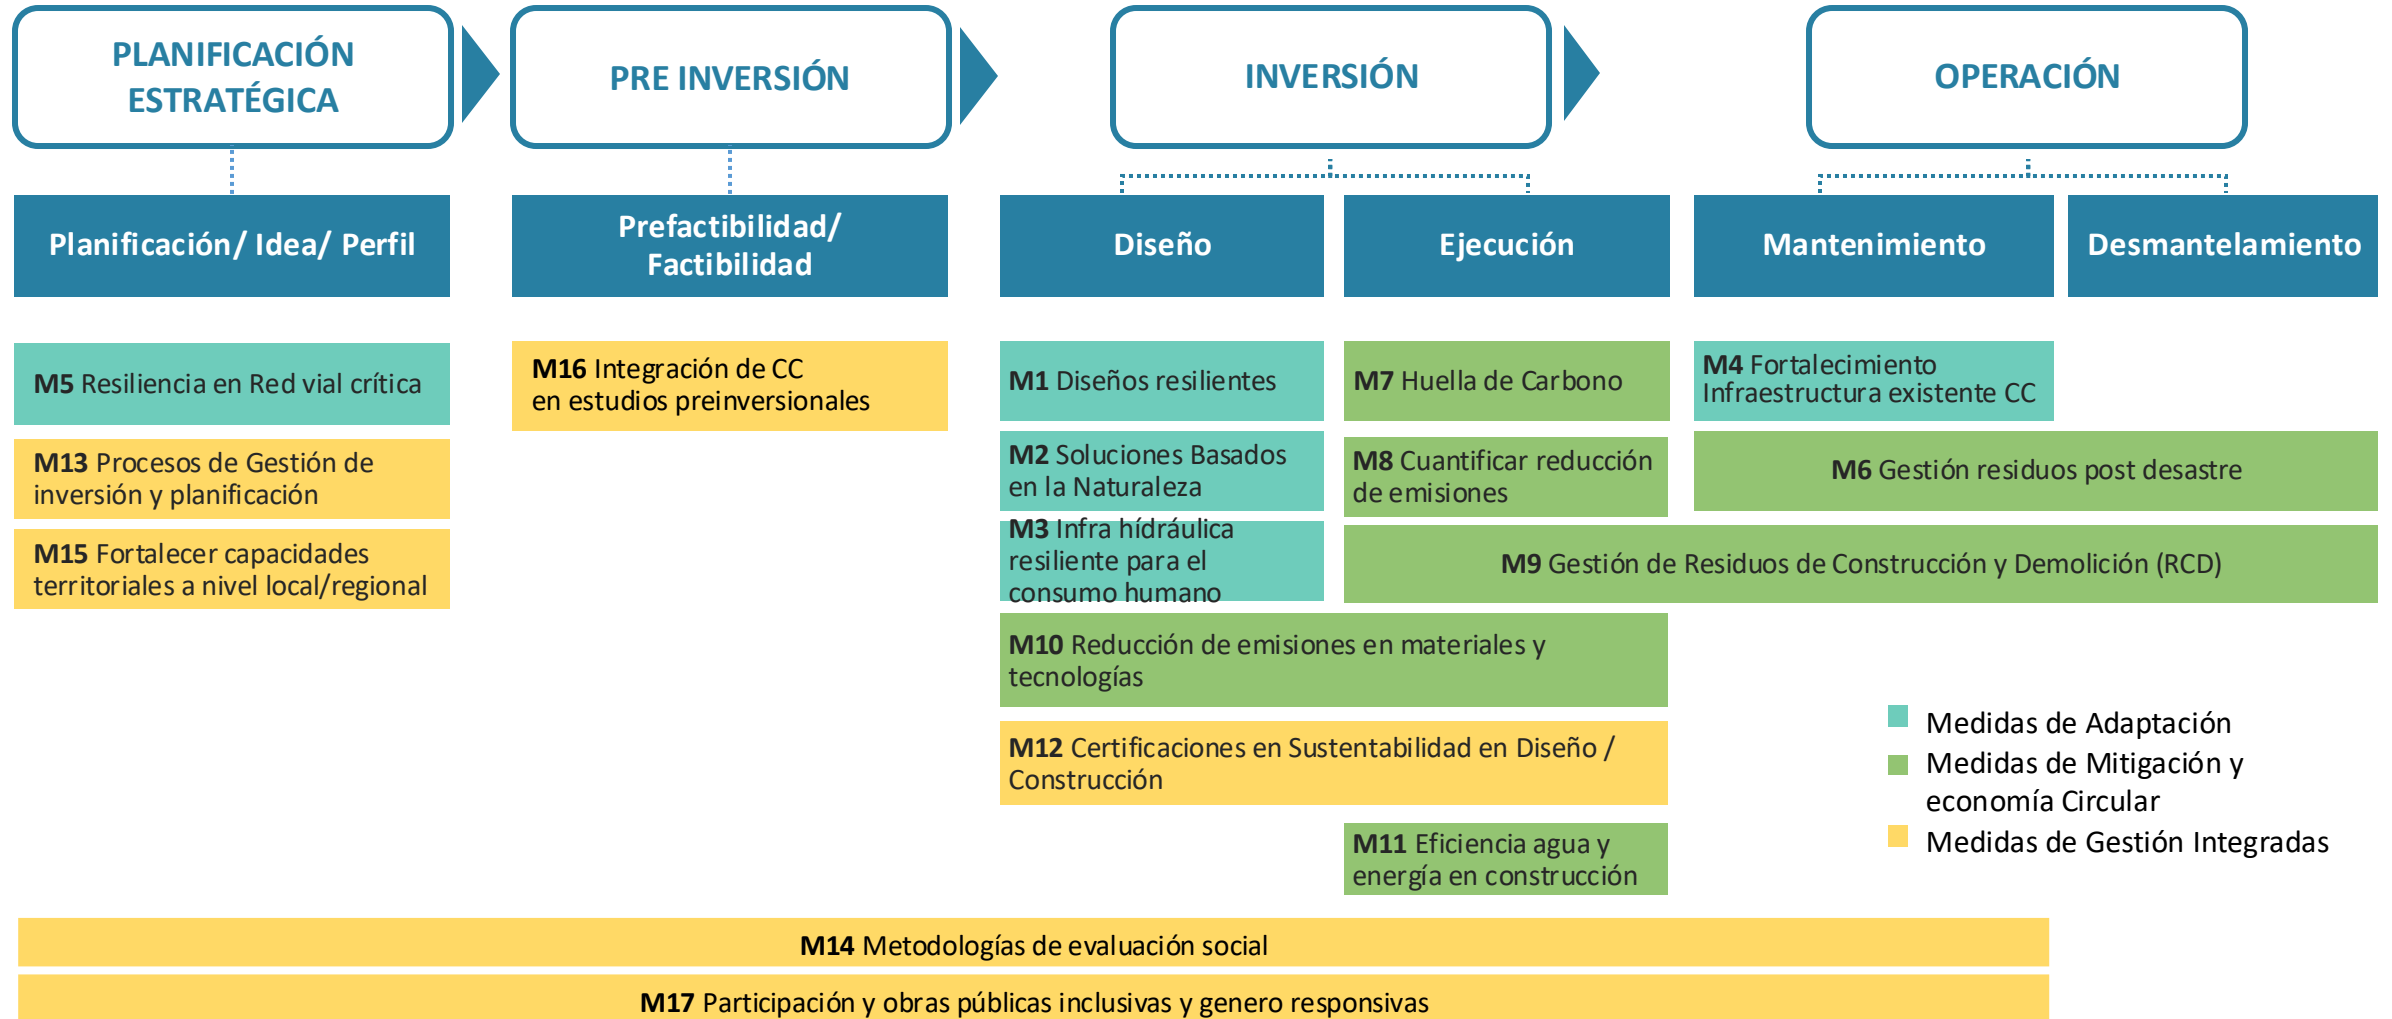 PLANIFICACIÓN
ESTRATÉGICA
PRE INVERSIÓN
INVERSIÓN
OPERACIÓN
Planificación/ Idea/ Perfil
Prefactibilidad/
Factibilidad
Diseño
Ejecución
Mantenimiento
Desmantelamiento
M5 Resiliencia en Red vial crítica
M13 Procesos de Gestión de
inversión y planificación
M15 Fortalecer capacidades
territoriales a nivel local/regional
M16 Integración de CC
en estudios preinversionales
M1 Diseños resilientes
M2 Soluciones Basados
en la Naturaleza
M3 Infra hídráulica
resiliente para el
consumo humano
M7 Huella de Carbono
M8 Cuantificar reducción
de emisiones
M4 Fortalecimiento
Infraestructura existente CC
M6 Gestión residuos post desastre
M9 Gestión de Residuos de Construcción y Demolición (RCD)
M10 Reducción de emisiones en materiales y
tecnologías
M12 Certificaciones en Sustentabilidad en Diseño /
Construcción
M11 Eficiencia agua y
energía en construcción
Medidas de Adaptación
Medidas de Mitigación y
economía Circular
Medidas de Gestión Integradas
M14 Metodologías de evaluación social
M17 Participación y obras públicas inclusivas y genero responsivas